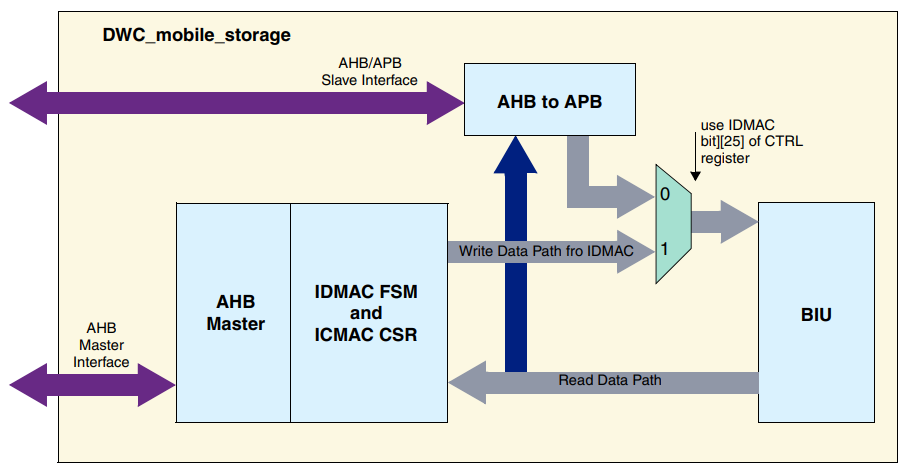 DWC_mobile_storage
AHB/APB
Slave Interface
AHB to APB
use IDMAC
bit][25] of CTRL
register
0
1
Write Data Path fro IDMAC
AHB
Master
IDMAC FSM
and
ICMAC CSR
BIU
AHB
Master
Interface
Read Data Path